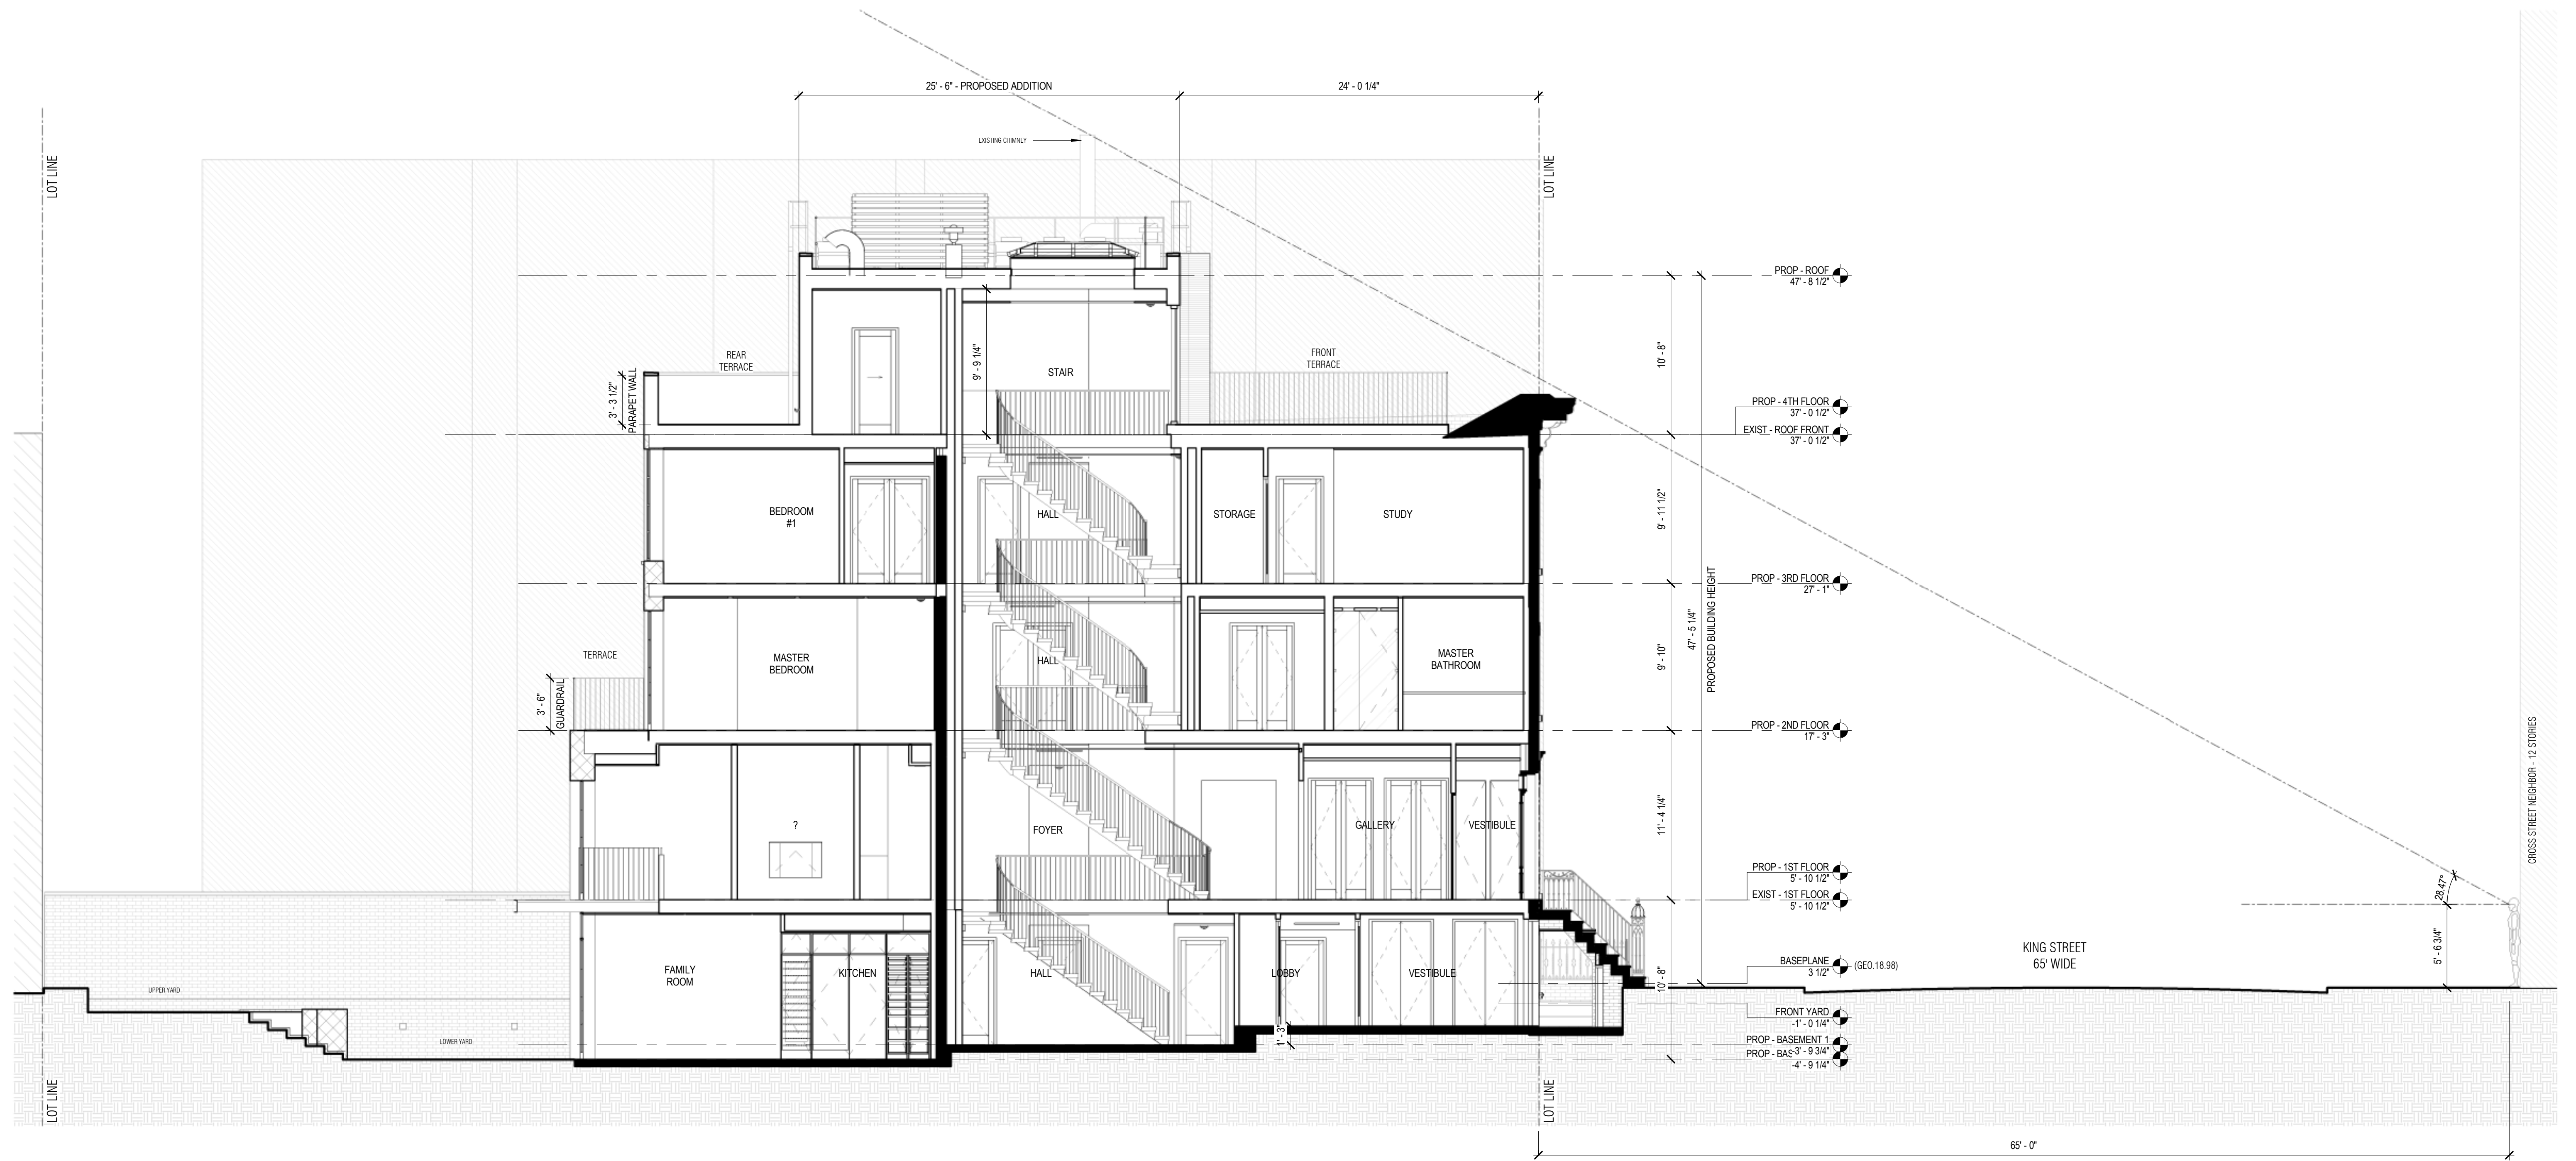 25' - 6" - PROPOSED ADDITION
24' - 0 1/4"
EXISTING CHIMNEY
LOT LINE
LOT LINE
PROP - ROOF
47' - 8 1/2"
REAR
TERRACE
PARAPET WALL
3' - 3 1/2"
9' - 9 1/4"
STAIR
FRONT
TERRACE
10' - 8"
PROP - 4TH FLOOR
37' - 0 1/2"
EXIST - ROOF FRONT
37' - 0 1/2"
BEDROOM
#1
HALL
STORAGE
STUDY
9' - 11 1/2"
PROP - 3RD FLOOR
27' - 1"
TERRACE
MASTER
BEDROOM
HALL
MASTER
BATHROOM
9' - 10"
47' - 5 1/4"
PROPOSED BUILDING HEIGHT
3' - 6"
GUARDRAIL
PROP - 2ND FLOOR
17' - 3"
CROSS STREET NEIGHBOR - 12 STORIES
?
FOYER
GALLERY
VESTIBULE
11' - 4 1/4"
PROP - 1ST FLOOR
5' - 10 1/2"
EXIST - 1ST FLOOR
5' - 10 1/2"
28.47°
5' - 6 3/4"
KING STREET
65' WIDE
FAMILY
ROOM
KITCHEN
HALL
LOBBY
VESTIBULE
10' - 8"
BASEPLANE
3 1/2"
(GEO.18.98)
UPPER YARD
LOWER YARD
1' - 3"
FRONT YARD
-1' - 0 1/4"
PROP - BASEMENT 1
-3' - 9 3/4"
PROP - BAS
-4' - 9 1/4"
LOT LINE
LOT LINE
65' - 0"